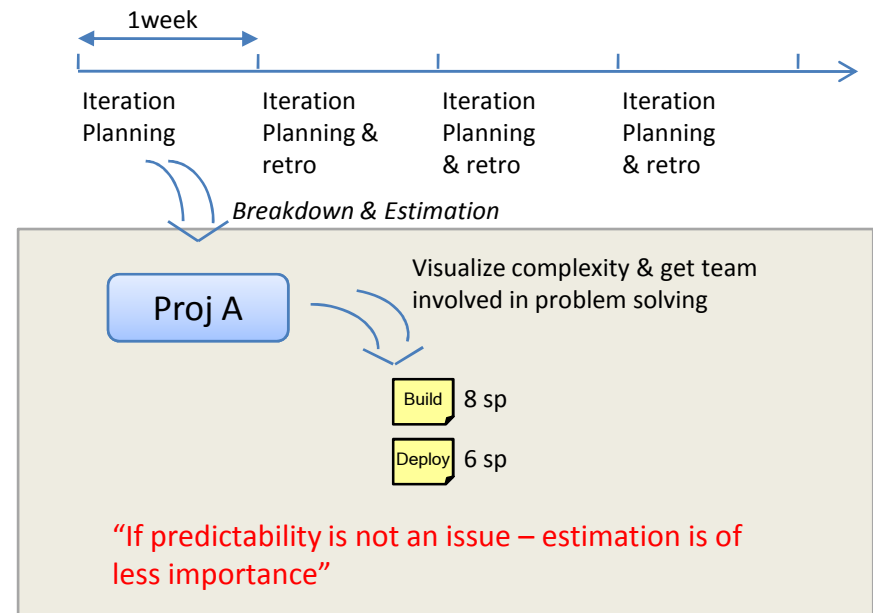 1week
Iteration
Planning
Iteration
Planning &
retro
Iteration
Planning
& retro
Iteration
Planning
& retro
Breakdown & Estimation
Proj A
Visualize complexity & get team
involved in problem solving
Build 8 sp
Deploy 6 sp
“If predictability is not an issue – estimation is of
less importance”